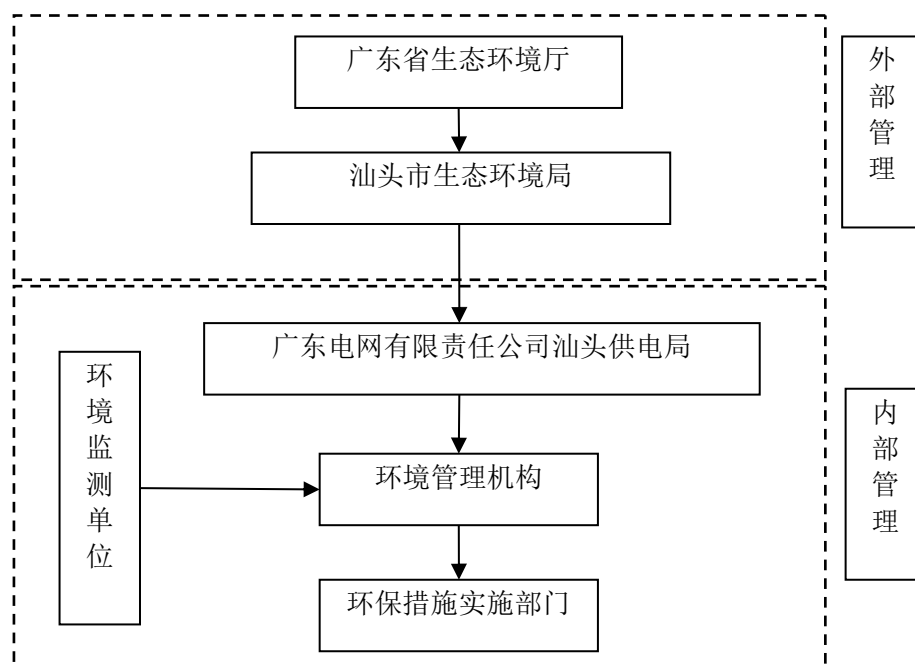 广东省生态环境厅
外部管理
汕头市生态环境局
广东电网有限责任公司汕头供电局
环境监测单位
内部管理
环境管理机构
环保措施实施部门